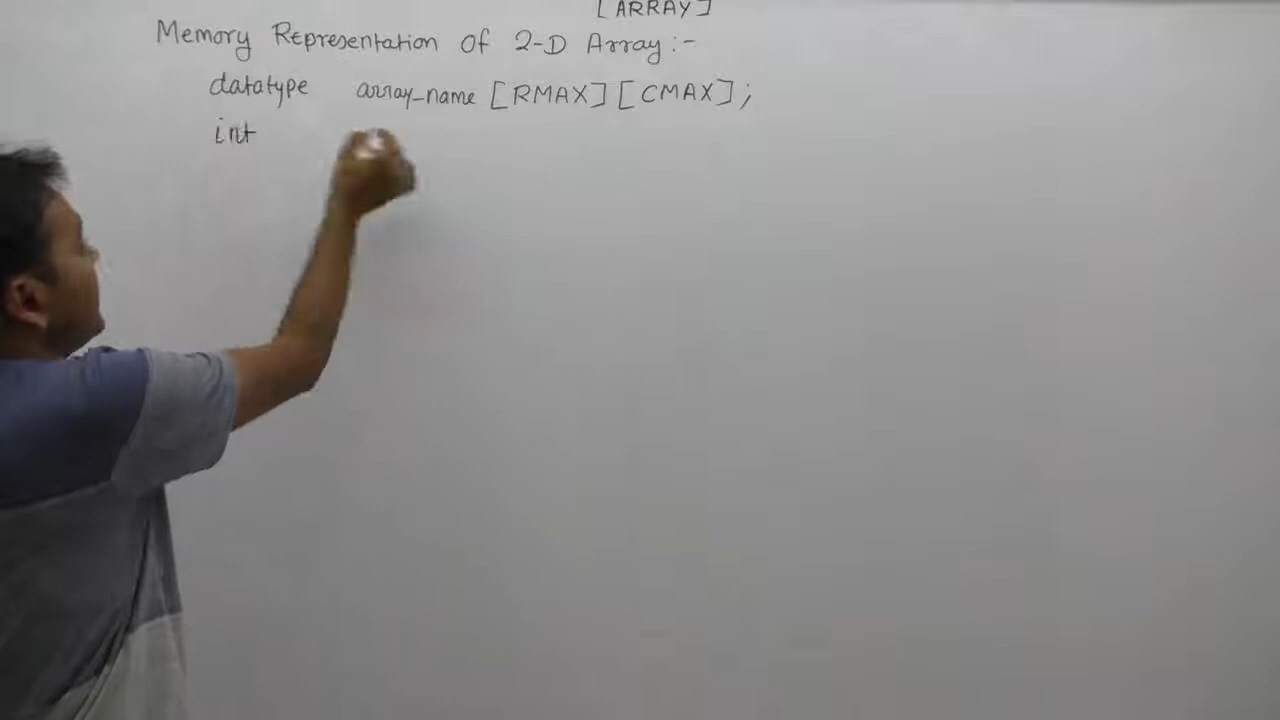 [ARRAY]
Memory Representation Of 2-D Array:-
datatype array_name [RMAX] [CMAX];
int